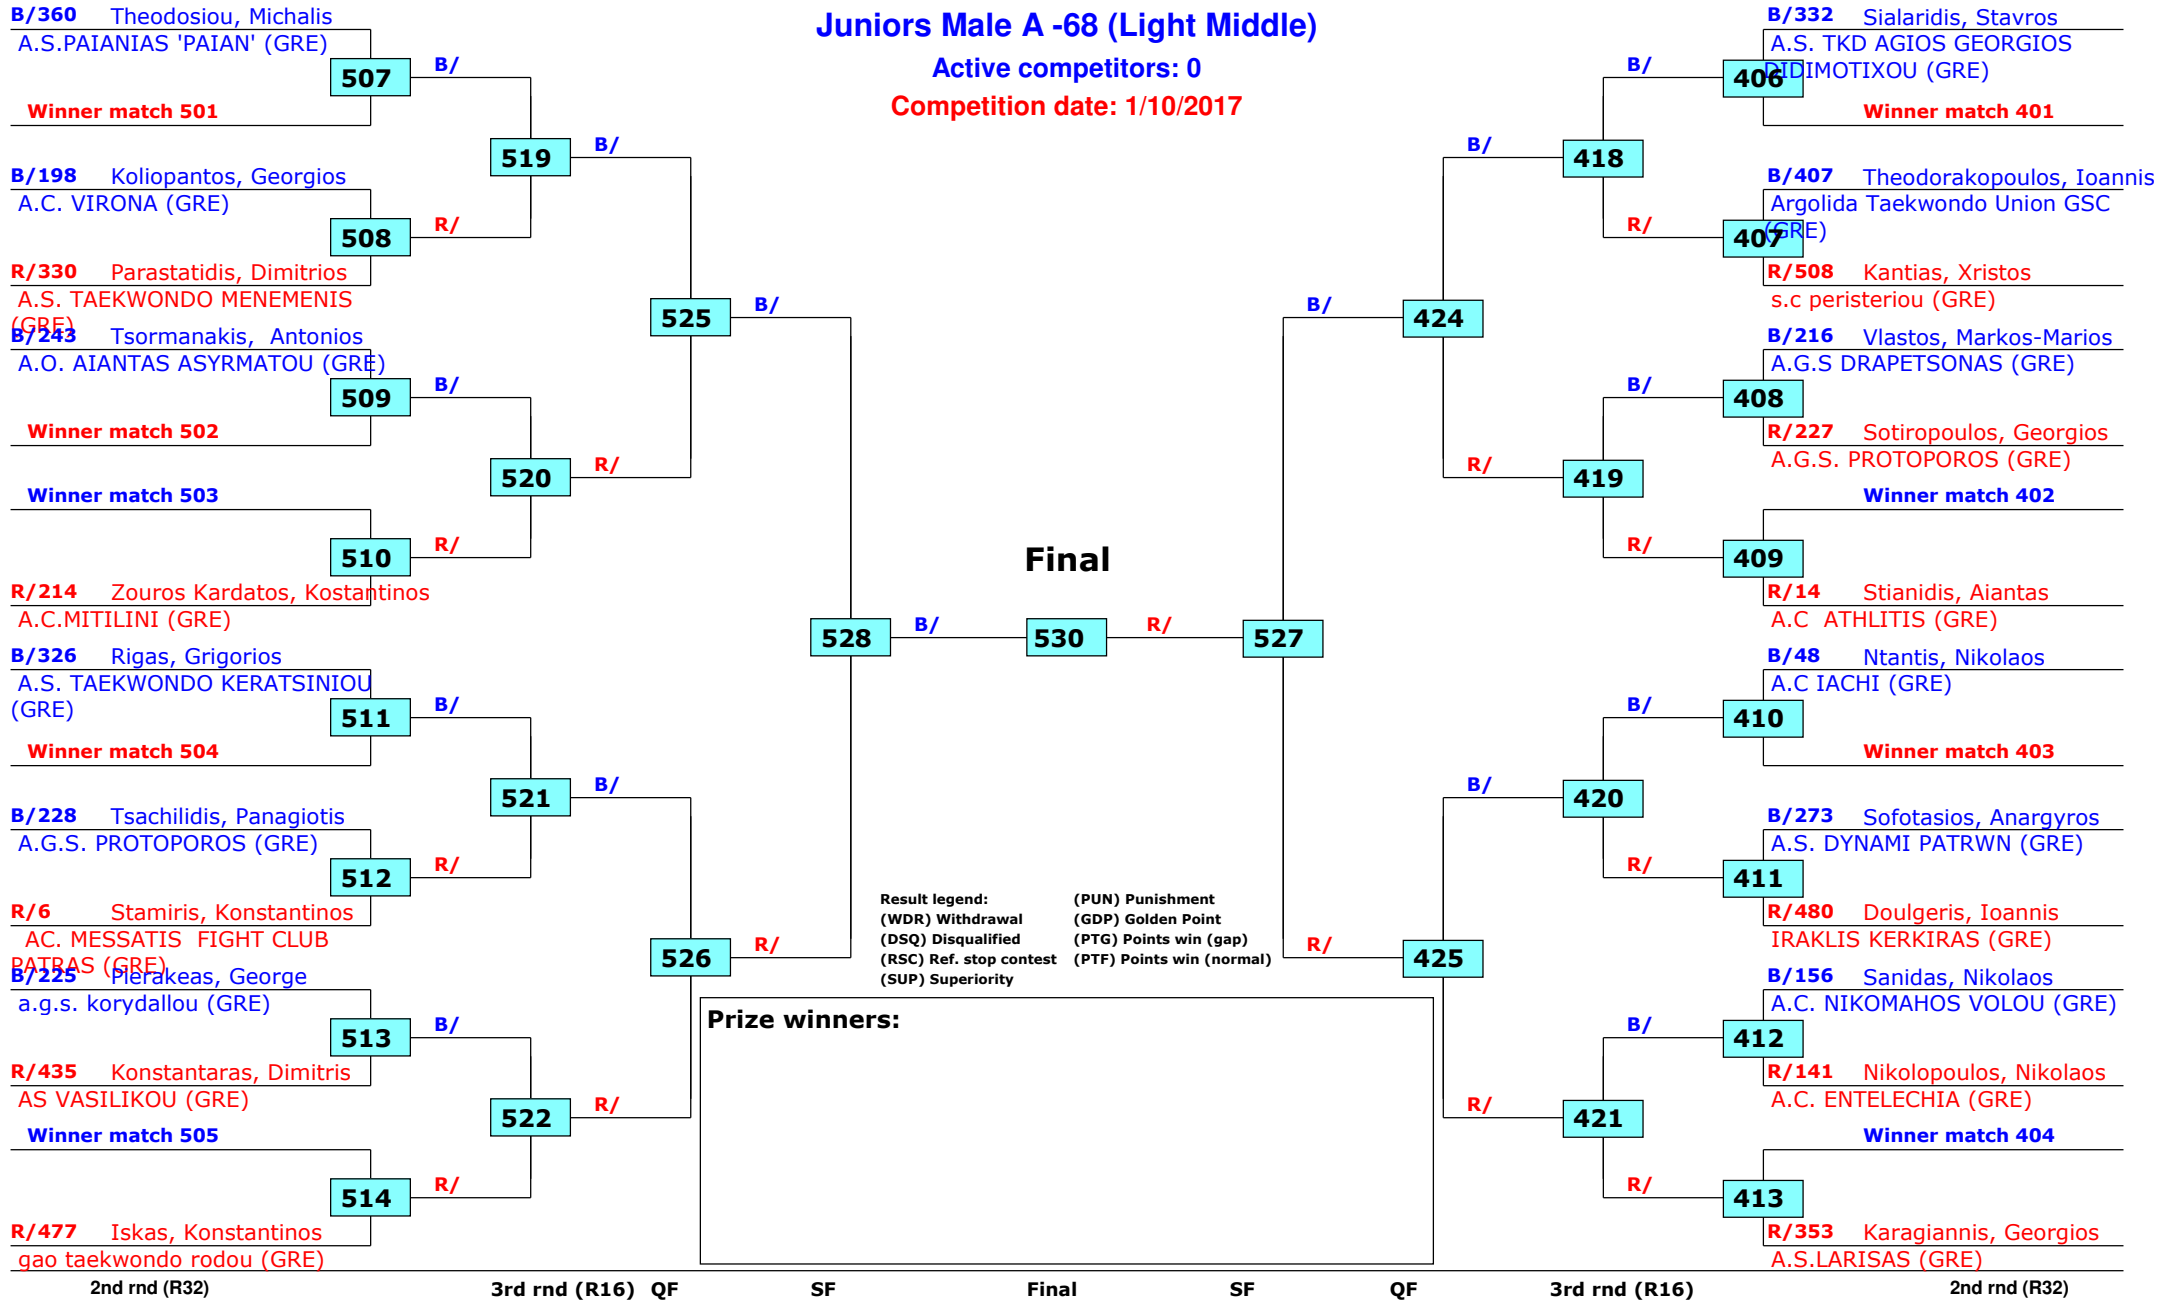 Juniors Male A -68 (Light Middle)
Active competitors: 0
Competition date: 1/10/2017
B/360 Theodosiou, Michalis
A.S.PAIANIAS 'PAIAN' (GRE)
507
B/
Winner match 501
519
B/
B/198 Koliopantos, Georgios
A.C. VIRONA (GRE)
508
R/
R/330 Parastatidis, Dimitrios
A.S. TAEKWONDO MENEMENIS
(GRE)
525
B/
B/243 Tsormanakis,  Antonios
A.O. AIANTAS ASYRMATOU (GRE)
509
B/
Winner match 502
520
R/
Winner match 503
510
R/
R/214 Zouros Kardatos, Kostantinos
A.C.MITILINI (GRE)
528
B/
B/326 Rigas, Grigorios
A.S. TAEKWONDO KERATSINIOU
(GRE)
511
B/
Winner match 504
521
B/
B/228 Tsachilidis, Panagiotis
A.G.S. PROTOPOROS (GRE)
512
R/
R/6 Stamiris, Konstantinos
AC. MESSATIS  FIGHT CLUB
PATRAS (GRE)
526
R/
B/225 Pierakeas, George
a.g.s. korydallou (GRE)
513
B/
R/435 Konstantaras, Dimitris
AS VASILIKOU (GRE)
522
R/
Winner match 505
514
R/
R/477 Iskas, Konstantinos
gao taekwondo rodou (GRE)
Final
530
R/
527
B/332 Sialaridis, Stavros
A.S. TKD AGIOS GEORGIOS
DIDIMOTIXOU (GRE)
B/
406
Winner match 401
B/
418
B/407 Theodorakopoulos, Ioannis
Argolida Taekwondo Union GSC
(GRE)
R/
407
R/508 Kantias, Xristos
s.c peristeriou (GRE)
B/
424
B/216 Vlastos, Markos-Marios
A.G.S DRAPETSONAS (GRE)
B/
408
R/227 Sotiropoulos, Georgios
A.G.S. PROTOPOROS (GRE)
R/
419
Winner match 402
R/
409
R/14 Stianidis, Aiantas
A.C  ATHLITIS (GRE)
B/48 Ntantis, Nikolaos
A.C IACHI (GRE)
B/
410
Winner match 403
B/
420
B/273 Sofotasios, Anargyros
A.S. DYNAMI PATRWN (GRE)
R/
411
R/480 Doulgeris, Ioannis
IRAKLIS KERKIRAS (GRE)
R/
425
B/156 Sanidas, Nikolaos
A.C. NIKOMAHOS VOLOU (GRE)
B/
412
R/141 Nikolopoulos, Nikolaos
A.C. ENTELECHIA (GRE)
R/
421
Winner match 404
R/
413
R/353 Karagiannis, Georgios
A.S.LARISAS (GRE)
Result legend: (PUN) Punishment
(WDR) Withdrawal (GDP) Golden Point
(DSQ) Disqualified (PTG) Points win (gap)
(RSC) Ref. stop contest (PTF) Points win (normal)
(SUP) Superiority
Prize winners:
2nd rnd (R32) 3rd rnd (R16) QF SF Final SF QF 3rd rnd (R16) 2nd rnd (R32)